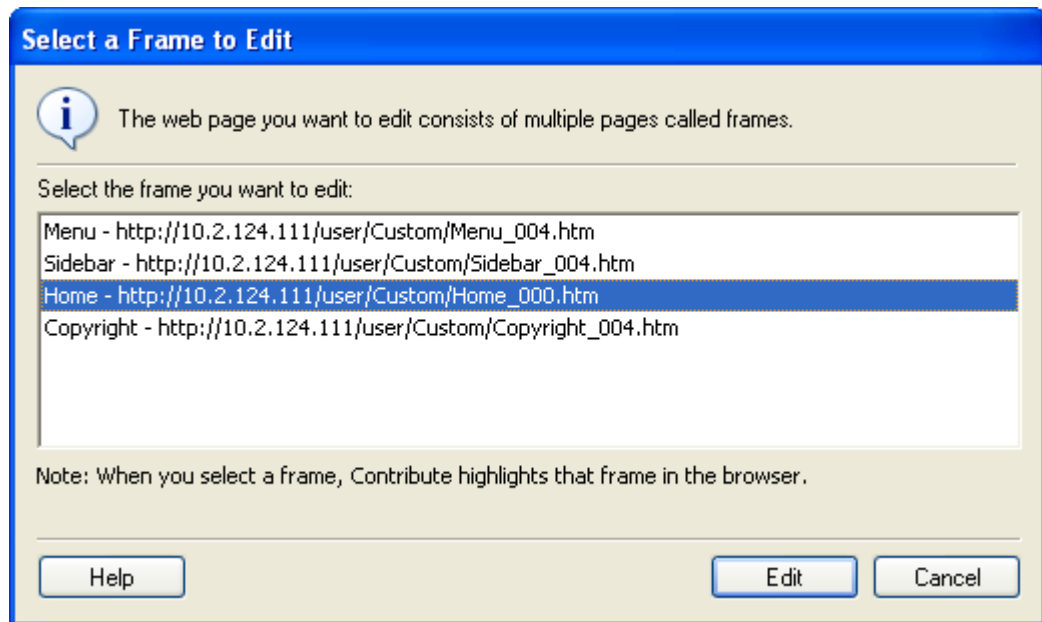 Select a Frame to Edit
The web page you want to edit consists of multiple pages called frames.
Select the frame you want to edit:
Menu - http://10.2.124.111/user/Custom/Menu_004.htm
Sidebar - http://10.2.124.111/user/Custom/Sidebar_004.htm
Home - http://10.2.124.111/user/Custom/Home_000.htm
Copyright - http://10.2.124.111/user/Custom/Copyright_004.htm
Note: When you select a frame, Contribute highlights that frame in the browser.
Help Edit Cancel